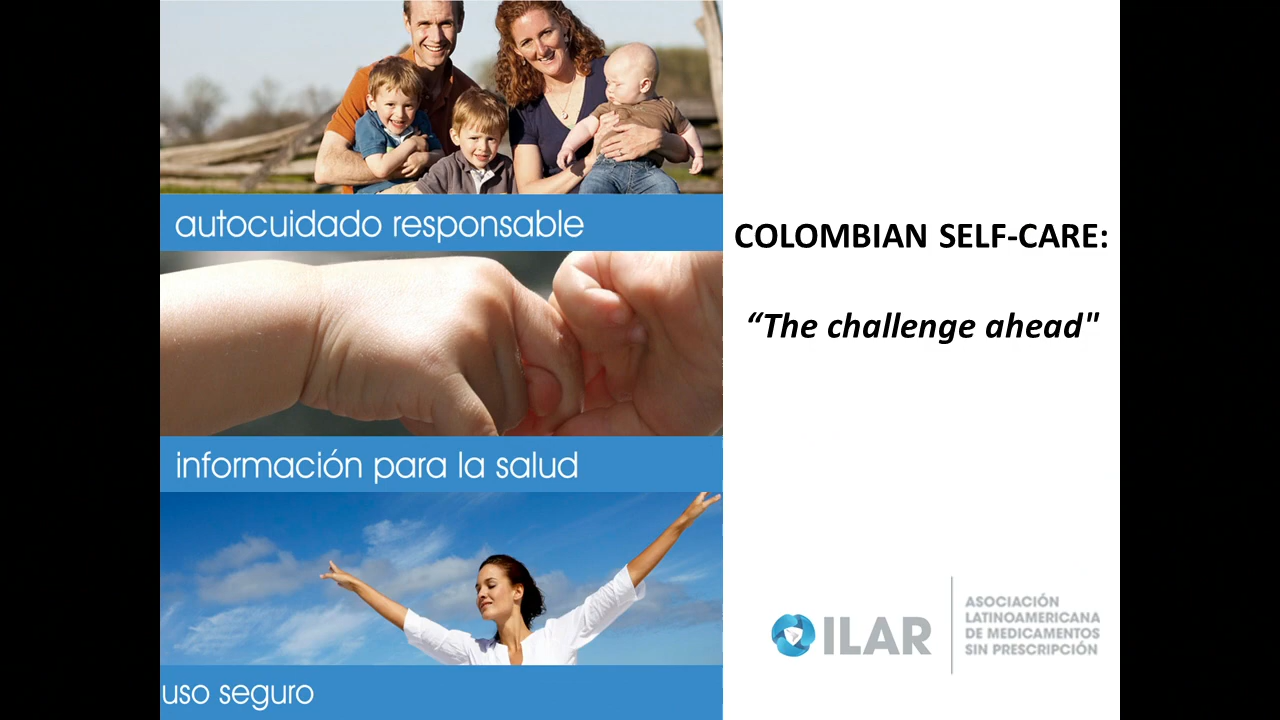 autocuidado responsable
información para la salud
uso seguro
COLOMBIAN SELF-CARE:
“The challenge ahead"
ILAR
ASOCIACIÓN
LATINOAMERICANA
DE MEDICAMENTOS
SIN PRESCRIPCIÓN